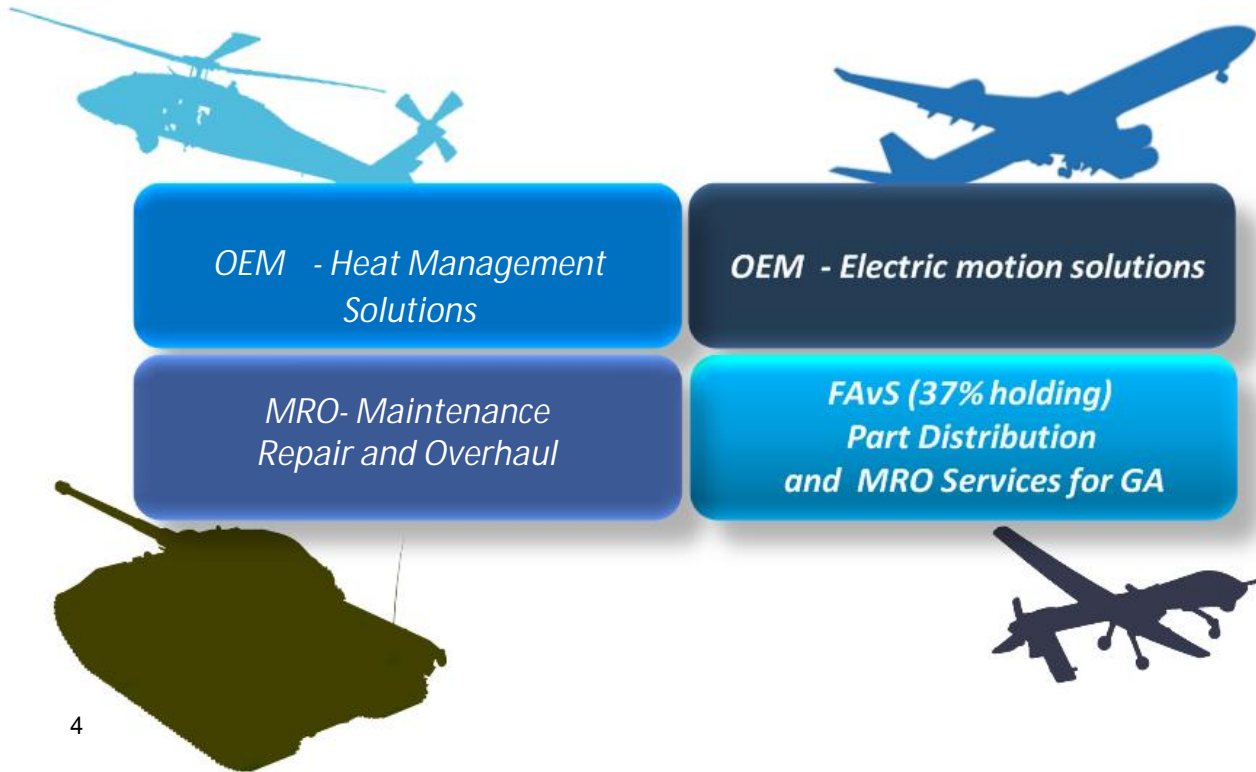 OEM - Heat Management
Solutions
OEM - Electric motion solutions
MRO- Maintenance
Repair and Overhaul
FAvS (37% holding)
Part Distribution
and MRO Services for GA
4